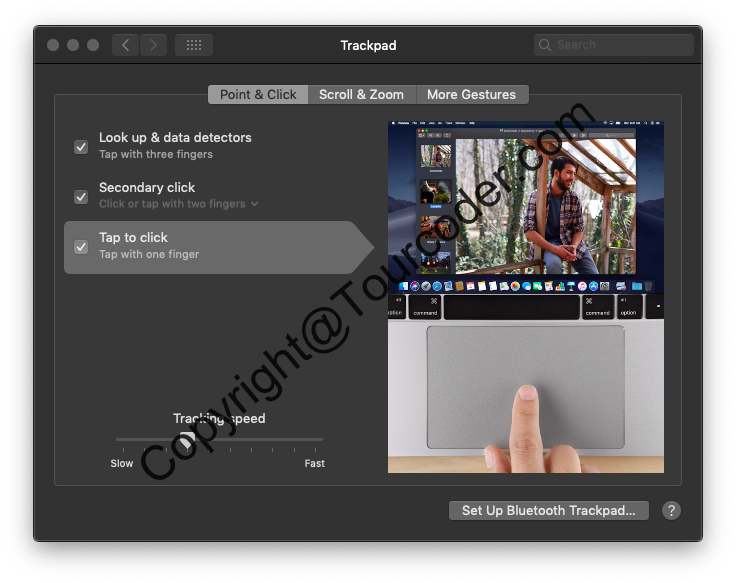 Trackpad
Search
Point & Click
Scroll & Zoom
More Gestures
Look up & data detectors
Tap with three fingers
Secondary click
Click or tap with two fingers
Tap to click
Tap with one finger
alt
option
⌘
command
⌘
command
alt
option
Tracking speed
Slow
Fast
Set Up Bluetooth Trackpad...
?
Copyright@Tourcoder.com